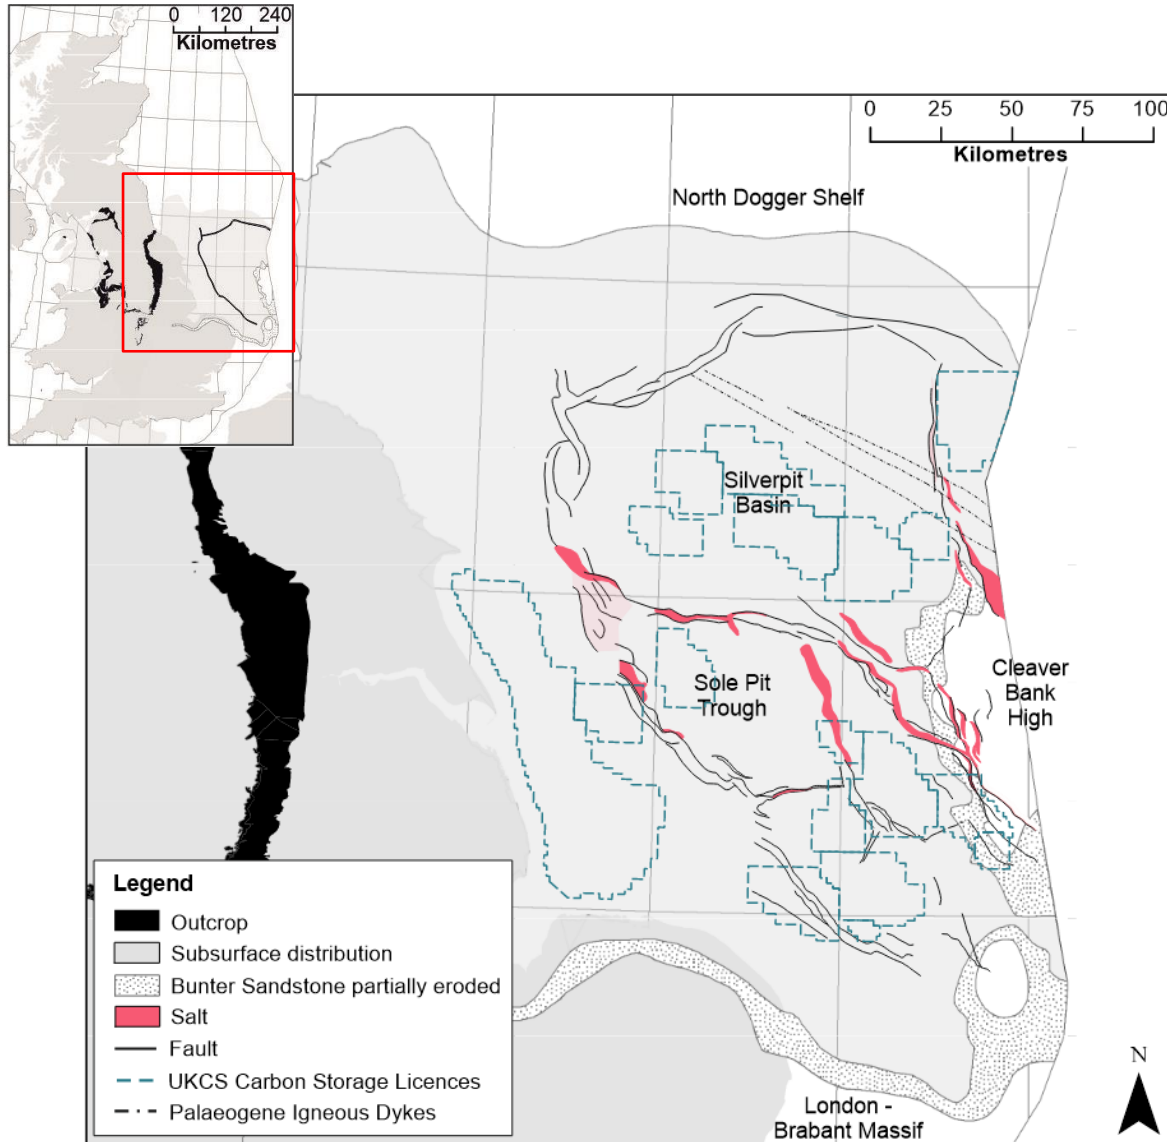 0 120 240
Kilometres
0 25 50 75 100
Kilometres
North Dogger Shelf
Silverpit
Basin
Sole Pit
Trough
Cleaver
Bank
High
Legend
Outcrop
Subsurface distribution
Bunter Sandstone partially eroded
Salt
Fault
UKCS Carbon Storage Licences
Palaeogene Igneous Dykes
London -
Brabant Massif
N